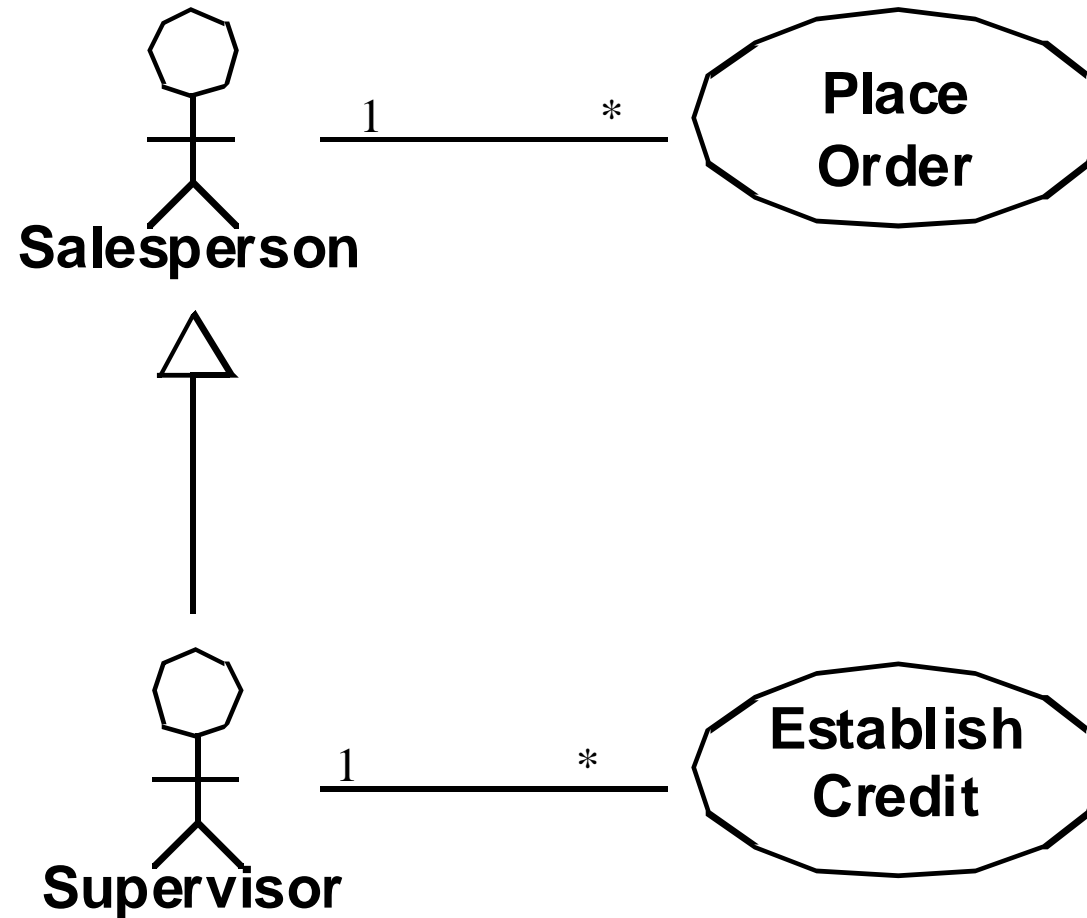 1 *
Place
Order
Salesperson
1 *
Establish
Credit
Supervisor